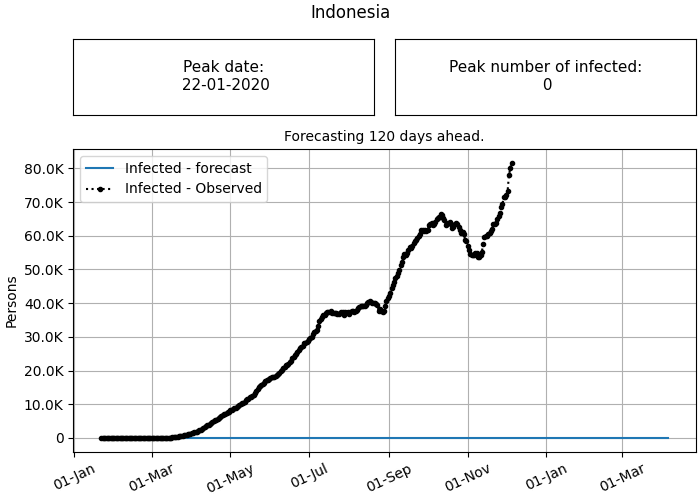 Indonesia
Peak date:
22-01-2020
Peak number of infected:
0
Forecasting 120 days ahead.
Infected - forecast
Infected - Observed
80.0K
70.0K
60.0K
50.0K
40.0K
30.0K
20.0K
10.0K
0
Persons
01-Jan
01-Mar
01-May
01-Jul
01-Sep
01-Nov
01-Jan
01-Mar